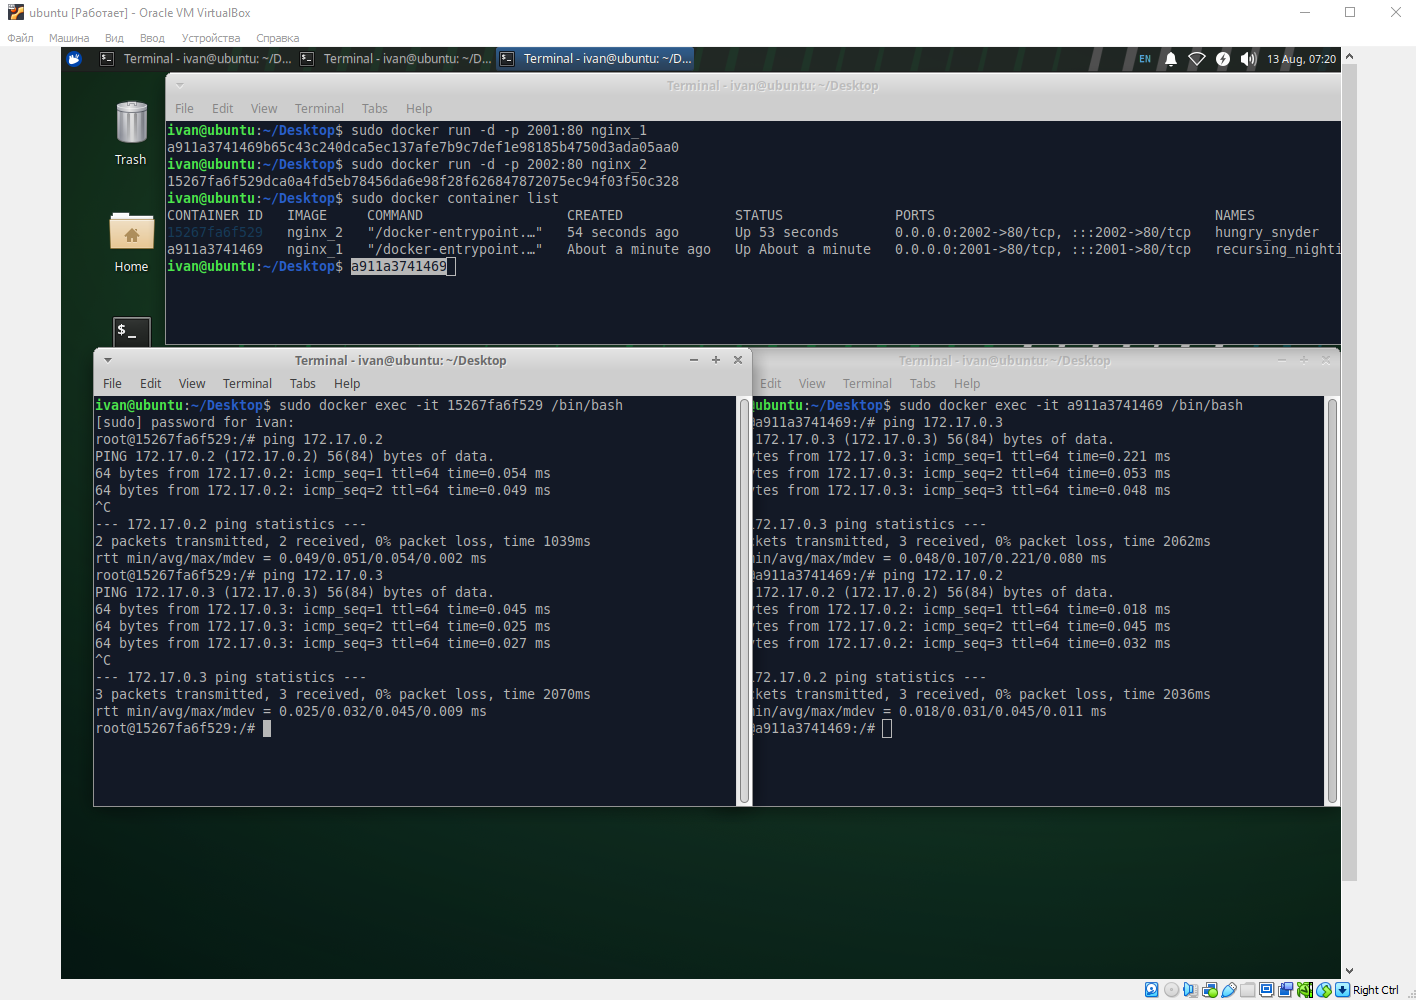 ubuntu [Работает] - Oracle VM VirtualBox
Файл Машина Вид Ввод Устройства Справка
Terminal - ivan@ubuntu: ~/D... Terminal - ivan@ubuntu: ~/D... Terminal - ivan@ubuntu: ~/D... EN 13 Aug, 07:20
Trash
Home
Terminal - ivan@ubuntu: ~/Desktop
File Edit View Terminal Tabs Help
ivan@ubuntu:~/Desktop$ sudo docker run -d -p 2001:80 nginx_1
a911a3741469b65c43c240dca5ec137afe7b9c7def1e98185b4750d3ada05aa0
ivan@ubuntu:~/Desktop$ sudo docker run -d -p 2002:80 nginx_2
15267fa6f529dca0a4fd5eb78456da6e98f28f626847872075ec94f03f50c328
ivan@ubuntu:~/Desktop$ sudo docker container list
CONTAINER ID IMAGE COMMAND CREATED STATUS PORTS NAMES
15267fa6f529 nginx_2 "/docker-entrypoint.…" 54 seconds ago Up 53 seconds 0.0.0.0:2002->80/tcp, :::2002->80/tcp hungry_snyder
a911a3741469 nginx_1 "/docker-entrypoint.…" About a minute ago Up About a minute 0.0.0.0:2001->80/tcp, :::2001->80/tcp recursing_nighti
ivan@ubuntu:~/Desktop$ a911a3741469
$_
Terminal - ivan@ubuntu: ~/Desktop
File Edit View Terminal Tabs Help
ivan@ubuntu:~/Desktop$ sudo docker exec -it 15267fa6f529 /bin/bash
[sudo] password for ivan:
root@15267fa6f529:/# ping 172.17.0.2
PING 172.17.0.2 (172.17.0.2) 56(84) bytes of data.
64 bytes from 172.17.0.2: icmp_seq=1 ttl=64 time=0.054 ms
64 bytes from 172.17.0.2: icmp_seq=2 ttl=64 time=0.049 ms
^C
--- 172.17.0.2 ping statistics ---
2 packets transmitted, 2 received, 0% packet loss, time 1039ms
rtt min/avg/max/mdev = 0.049/0.051/0.054/0.002 ms
root@15267fa6f529:/# ping 172.17.0.3
PING 172.17.0.3 (172.17.0.3) 56(84) bytes of data.
64 bytes from 172.17.0.3: icmp_seq=1 ttl=64 time=0.045 ms
64 bytes from 172.17.0.3: icmp_seq=2 ttl=64 time=0.025 ms
64 bytes from 172.17.0.3: icmp_seq=3 ttl=64 time=0.027 ms
^C
--- 172.17.0.3 ping statistics ---
3 packets transmitted, 3 received, 0% packet loss, time 2070ms
rtt min/avg/max/mdev = 0.025/0.032/0.045/0.009 ms
root@15267fa6f529:/#
Terminal - ivan@ubuntu: ~/Desktop
Edit View Terminal Tabs Help
ubuntu:~/Desktop$ sudo docker exec -it a911a3741469 /bin/bash
@a911a3741469:/# ping 172.17.0.3
172.17.0.3 (172.17.0.3) 56(84) bytes of data.
tes from 172.17.0.3: icmp_seq=1 ttl=64 time=0.221 ms
tes from 172.17.0.3: icmp_seq=2 ttl=64 time=0.053 ms
tes from 172.17.0.3: icmp_seq=3 ttl=64 time=0.048 ms
172.17.0.3 ping statistics ---
kets transmitted, 3 received, 0% packet loss, time 2062ms
in/avg/max/mdev = 0.048/0.107/0.221/0.080 ms
@a911a3741469:/# ping 172.17.0.2
172.17.0.2 (172.17.0.2) 56(84) bytes of data.
tes from 172.17.0.2: icmp_seq=1 ttl=64 time=0.018 ms
tes from 172.17.0.2: icmp_seq=2 ttl=64 time=0.045 ms
tes from 172.17.0.2: icmp_seq=3 ttl=64 time=0.032 ms
172.17.0.2 ping statistics ---
kets transmitted, 3 received, 0% packet loss, time 2036ms
in/avg/max/mdev = 0.018/0.031/0.045/0.011 ms
@a911a3741469:/#
Right Ctrl